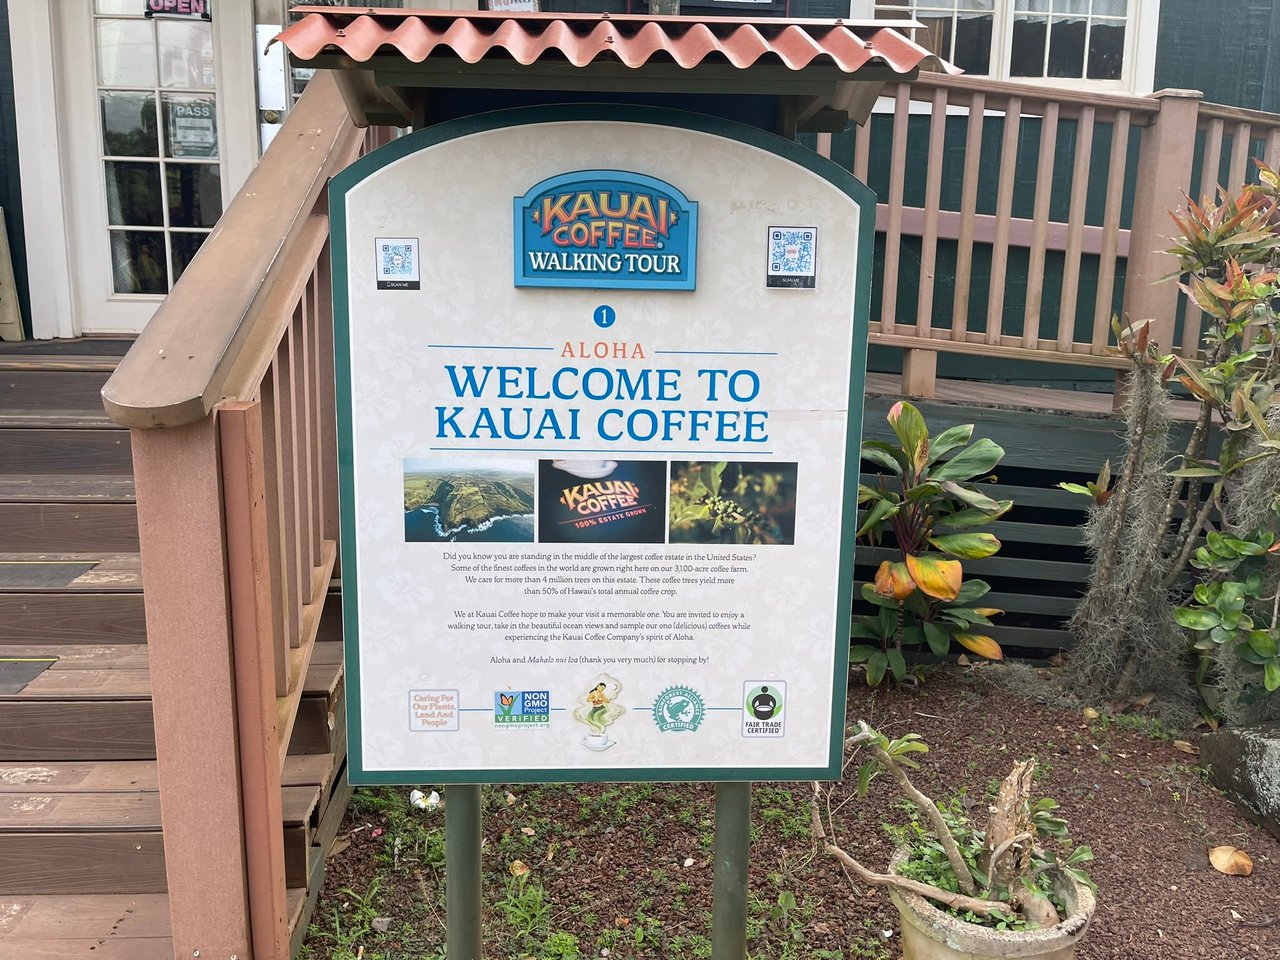 OPEN
PASS
KAUAI
COFFEE®
WALKING TOUR
SCAN ME
SCAN ME
1
ALOHA
WELCOME TO
KAUAI COFFEE
KAUAI
COFFEE
100% ESTATE GROWN
Did you know you are standing in the middle of the largest coffee estate in the United States?
Some of the finest coffees in the world are grown right here on our 3,100-acre coffee farm.
We care for more than 4 million trees on this estate. These coffee trees yield more
than 50% of Hawaii's total annual coffee crop.
We at Kauai Coffee hope to make your visit a memorable one. You are invited to enjoy a
walking tour, take in the beautiful ocean views and sample our ono (delicious) coffees while
experiencing the Kauai Coffee Company's spirit of Aloha.
Aloha and Mahalo nui loa (thank you very much) for stopping by!
Caring For
Our Plants,
Land And
People
NON
GMO
Project
VERIFIED
nongmoproject.org
RAINFOREST ALLIANCE
CERTIFIED
FAIR TRADE
CERTIFIED